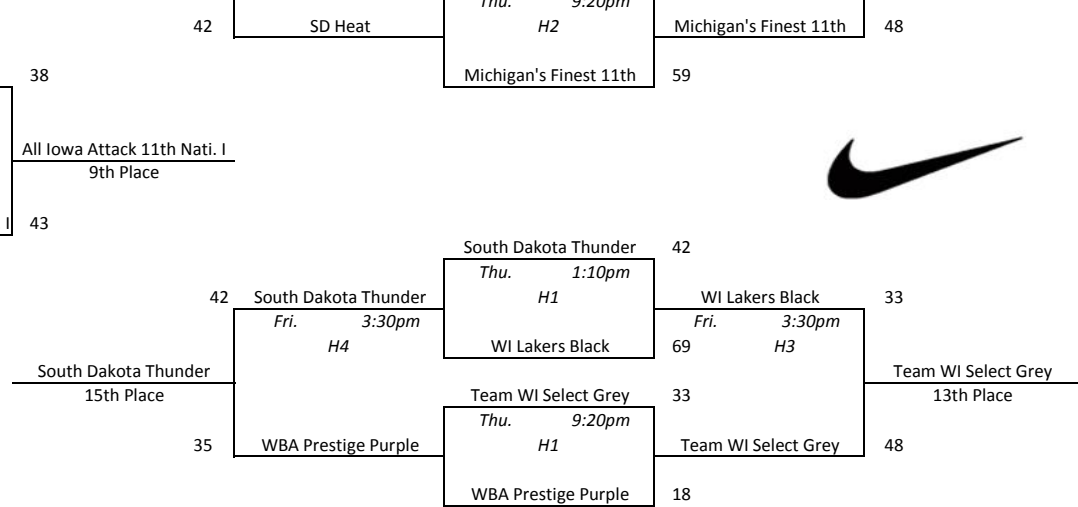 Thu. 9:20pm
42 SD Heat H2 Michigan's Finest 11th 48
38 Michigan's Finest 11th 59
All Iowa Attack 11th Nati. I
9th Place
I 43
South Dakota Thunder 42
Thu. 1:10pm
42 South Dakota Thunder H1 WI Lakers Black 33
Fri. 3:30pm Fri. 3:30pm
H4 WI Lakers Black 69 H3
South Dakota Thunder Team WI Select Grey
15th Place Team WI Select Grey 33 13th Place
Thu. 9:20pm
35 WBA Prestige Purple H1 Team WI Select Grey 48
WBA Prestige Purple 18